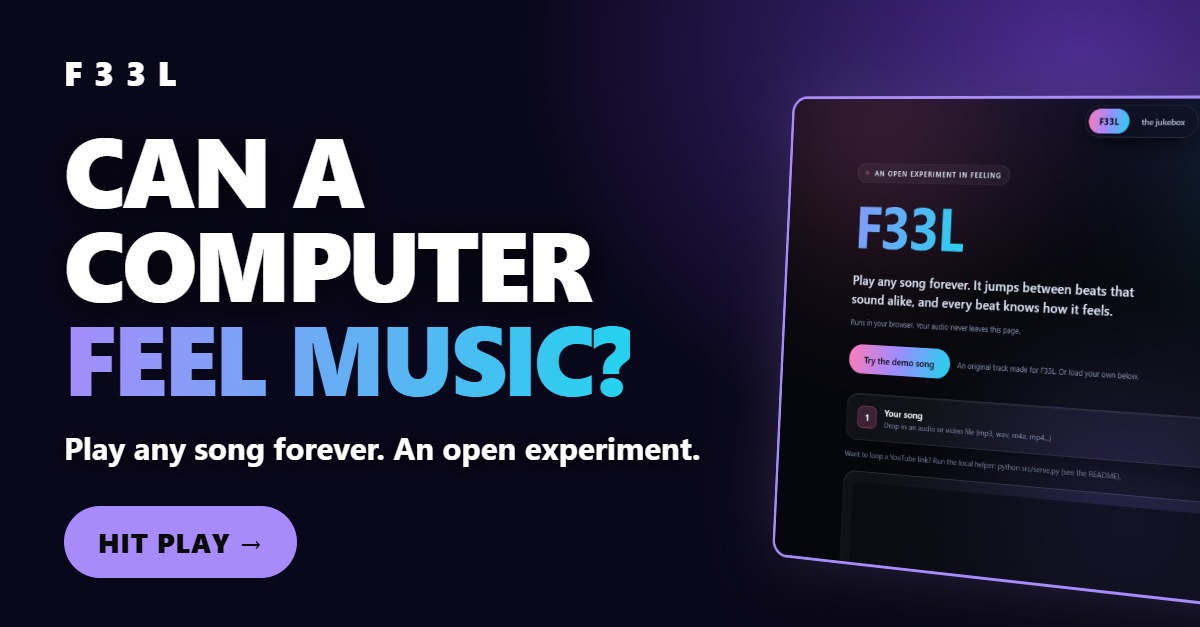 F33L
CAN A
COMPUTER
FEEL MUSIC?
Play any song forever. An open experiment.
HIT PLAY →
F33L
the jukebox
AN OPEN EXPERIMENT IN FEELING
F33L
Play any song forever. It jumps between beats that
sound alike, and every beat knows how it feels.
Runs in your browser. Your audio never leaves this page.
Try the demo song
An original track made for F33L. Or load your own below.
1
Your song
Drop in an audio or video file (mp3, wav, m4a, mp4...)
Want to loop a YouTube link? Run the local helper: python src/serve.py (see the README).